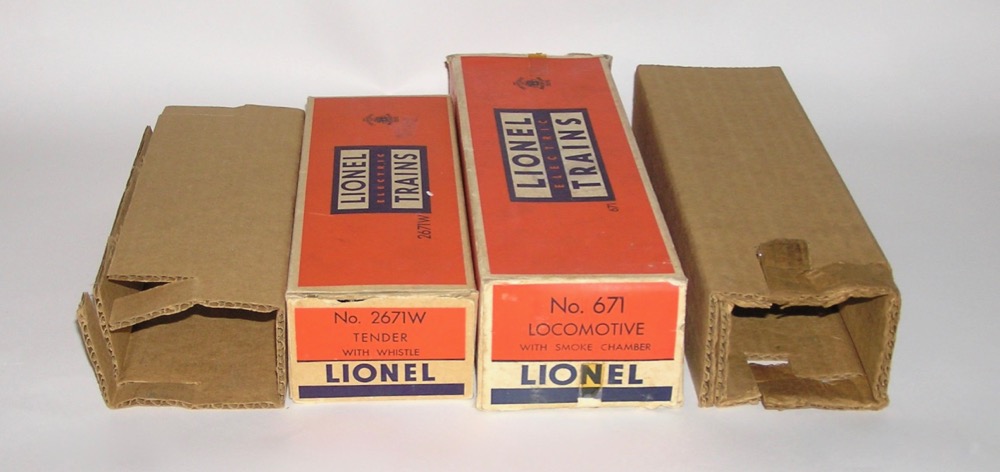 LIONEL
ELECTRIC
TRAINS
2671W
No. 2671W
TENDER
WITH WHISTLE
LIONEL
LIONEL
ELECTRIC
TRAINS
671
No. 671
LOCOMOTIVE
WITH SMOKE CHAMBER
LIONEL